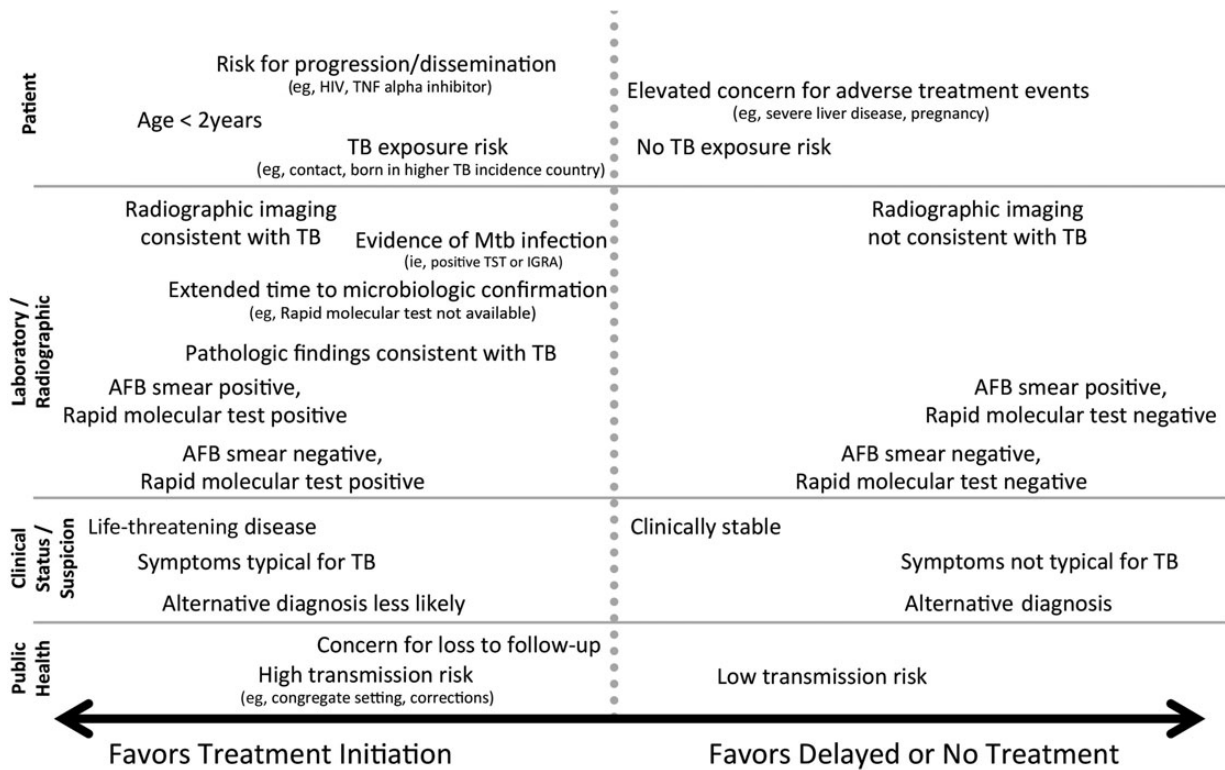 Patient
Risk for progression/dissemination
(eg, HIV, TNF alpha inhibitor)
Age < 2years
TB exposure risk
(eg, contact, born in higher TB incidence country)
Elevated concern for adverse treatment events
(eg, severe liver disease, pregnancy)
No TB exposure risk
Laboratory /
Radiographic
Radiographic imaging
consistent with TB
Evidence of Mtb infection
(ie, positive TST or IGRA)
Extended time to microbiologic confirmation
(eg, Rapid molecular test not available)
Pathologic findings consistent with TB
AFB smear positive,
Rapid molecular test positive
AFB smear negative,
Rapid molecular test positive
Radiographic imaging
not consistent with TB
AFB smear positive,
Rapid molecular test negative
AFB smear negative,
Rapid molecular test negative
Clinical
Status /
Suspicion
Life-threatening disease
Symptoms typical for TB
Alternative diagnosis less likely
Clinically stable
Symptoms not typical for TB
Alternative diagnosis
Public
Health
Concern for loss to follow-up
High transmission risk
(eg, congregate setting, corrections)
Low transmission risk
Favors Treatment Initiation
Favors Delayed or No Treatment